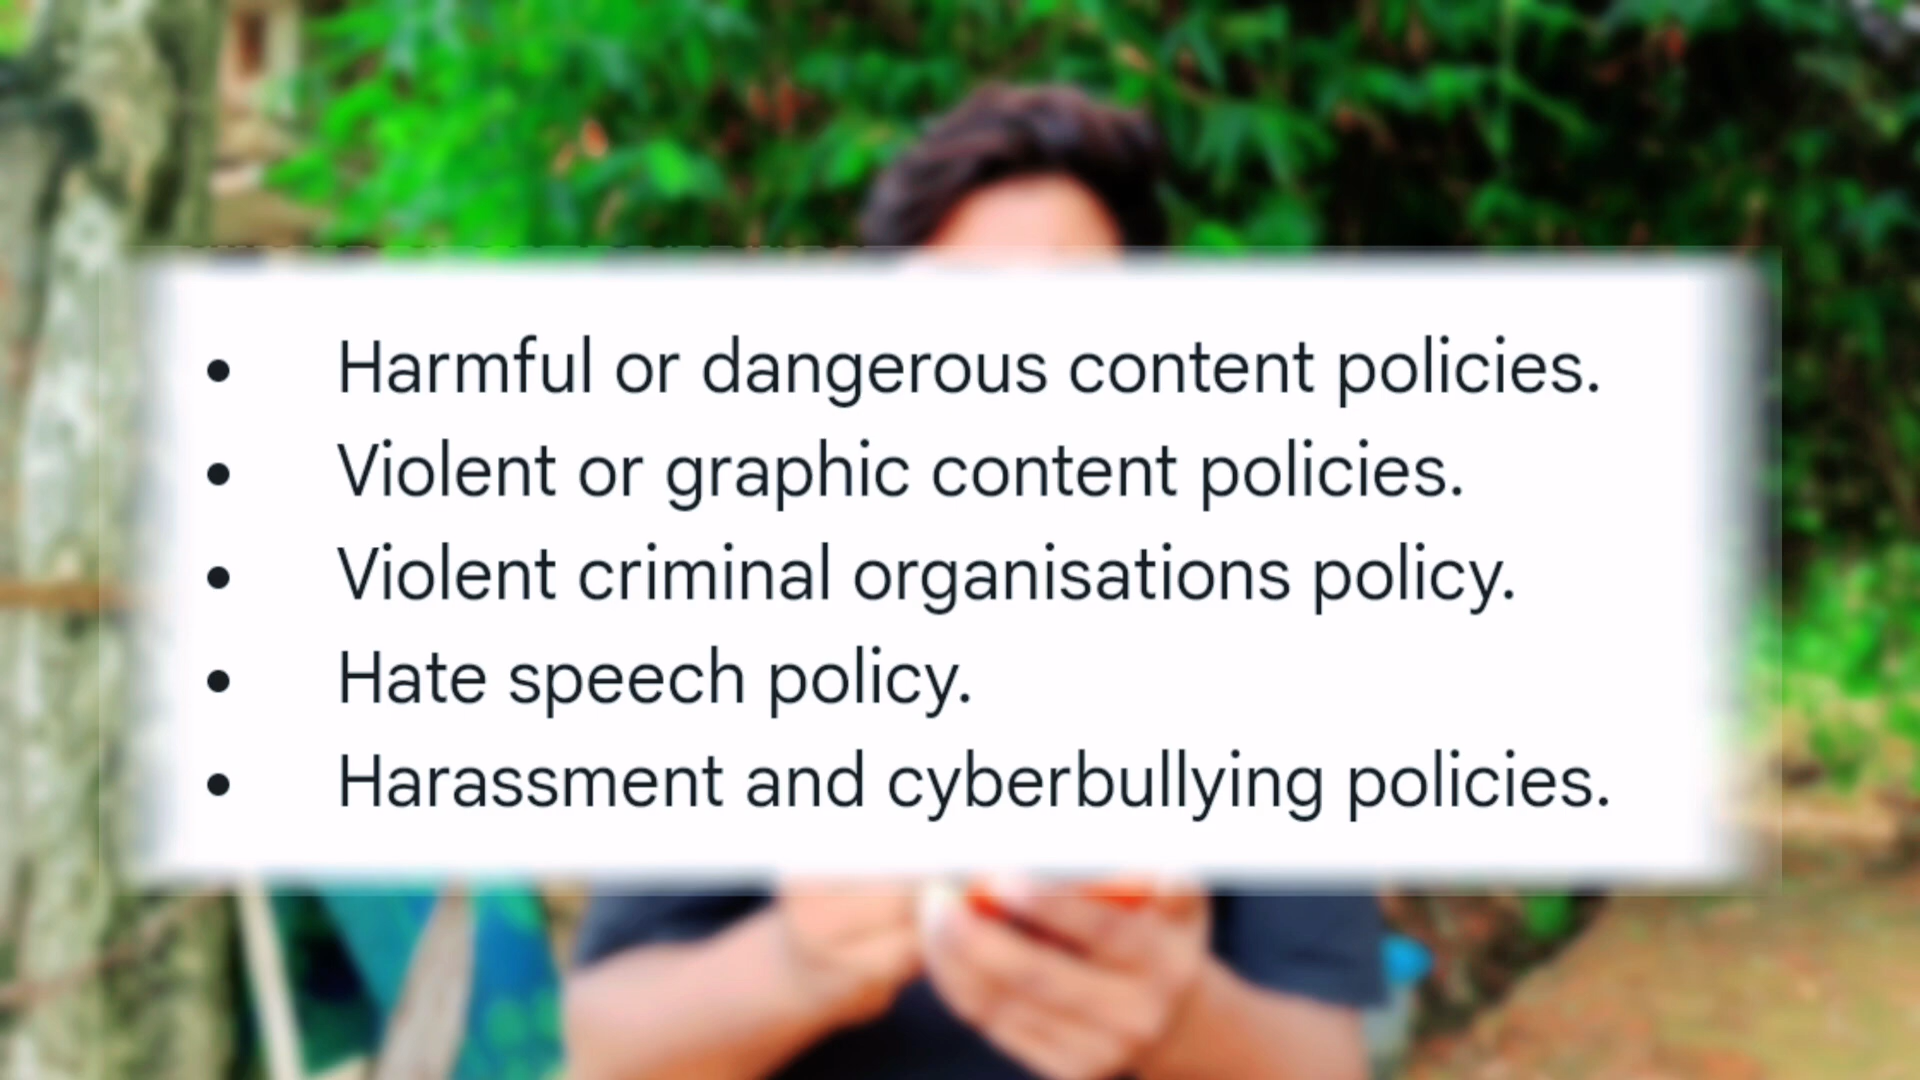 • Harmful or dangerous content policies.
• Violent or graphic content policies.
• Violent criminal organisations policy.
• Hate speech policy.
• Harassment and cyberbullying policies.